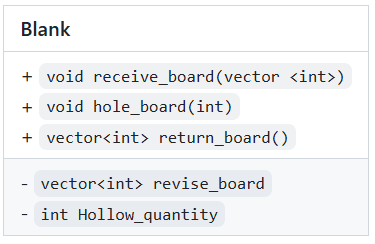 Blank
+ void receive_board(vector <int>)
+ void hole_board(int)
+ vector<int> return_board()
- vector<int> revise_board
- int Hollow_quantity